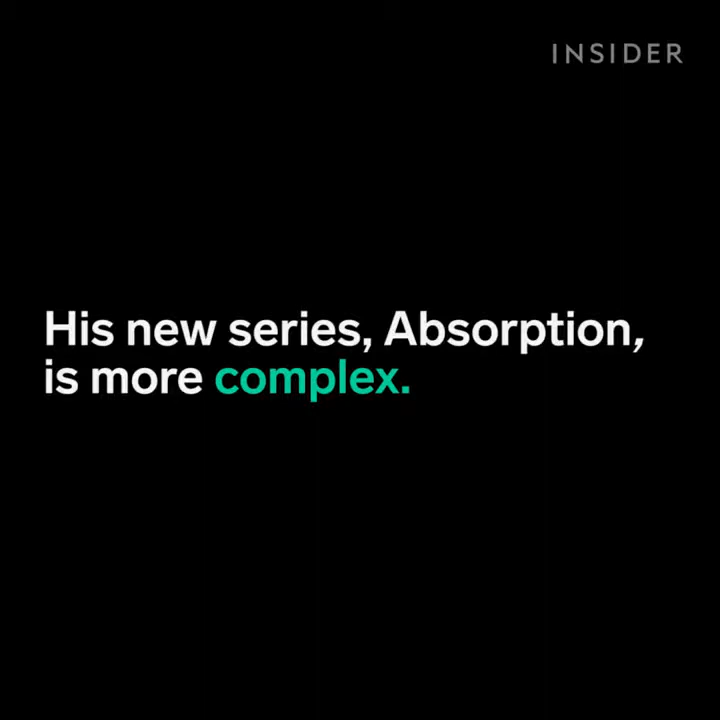 INSIDER
His new series, Absorption,
is more complex.